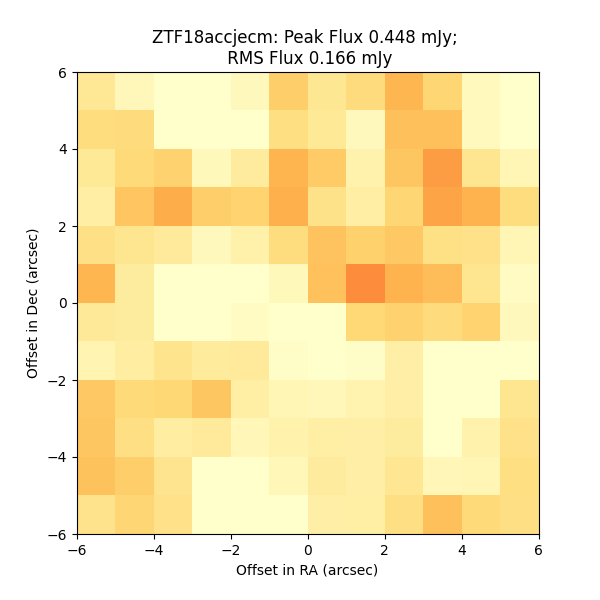 ZTF18accjecm: Peak Flux 0.448 mJy;
RMS Flux 0.166 mJy
6
4
2
0
−2
−4
−6
Offset in Dec (arcsec)
−6 −4 −2 0 2 4 6
Offset in RA (arcsec)